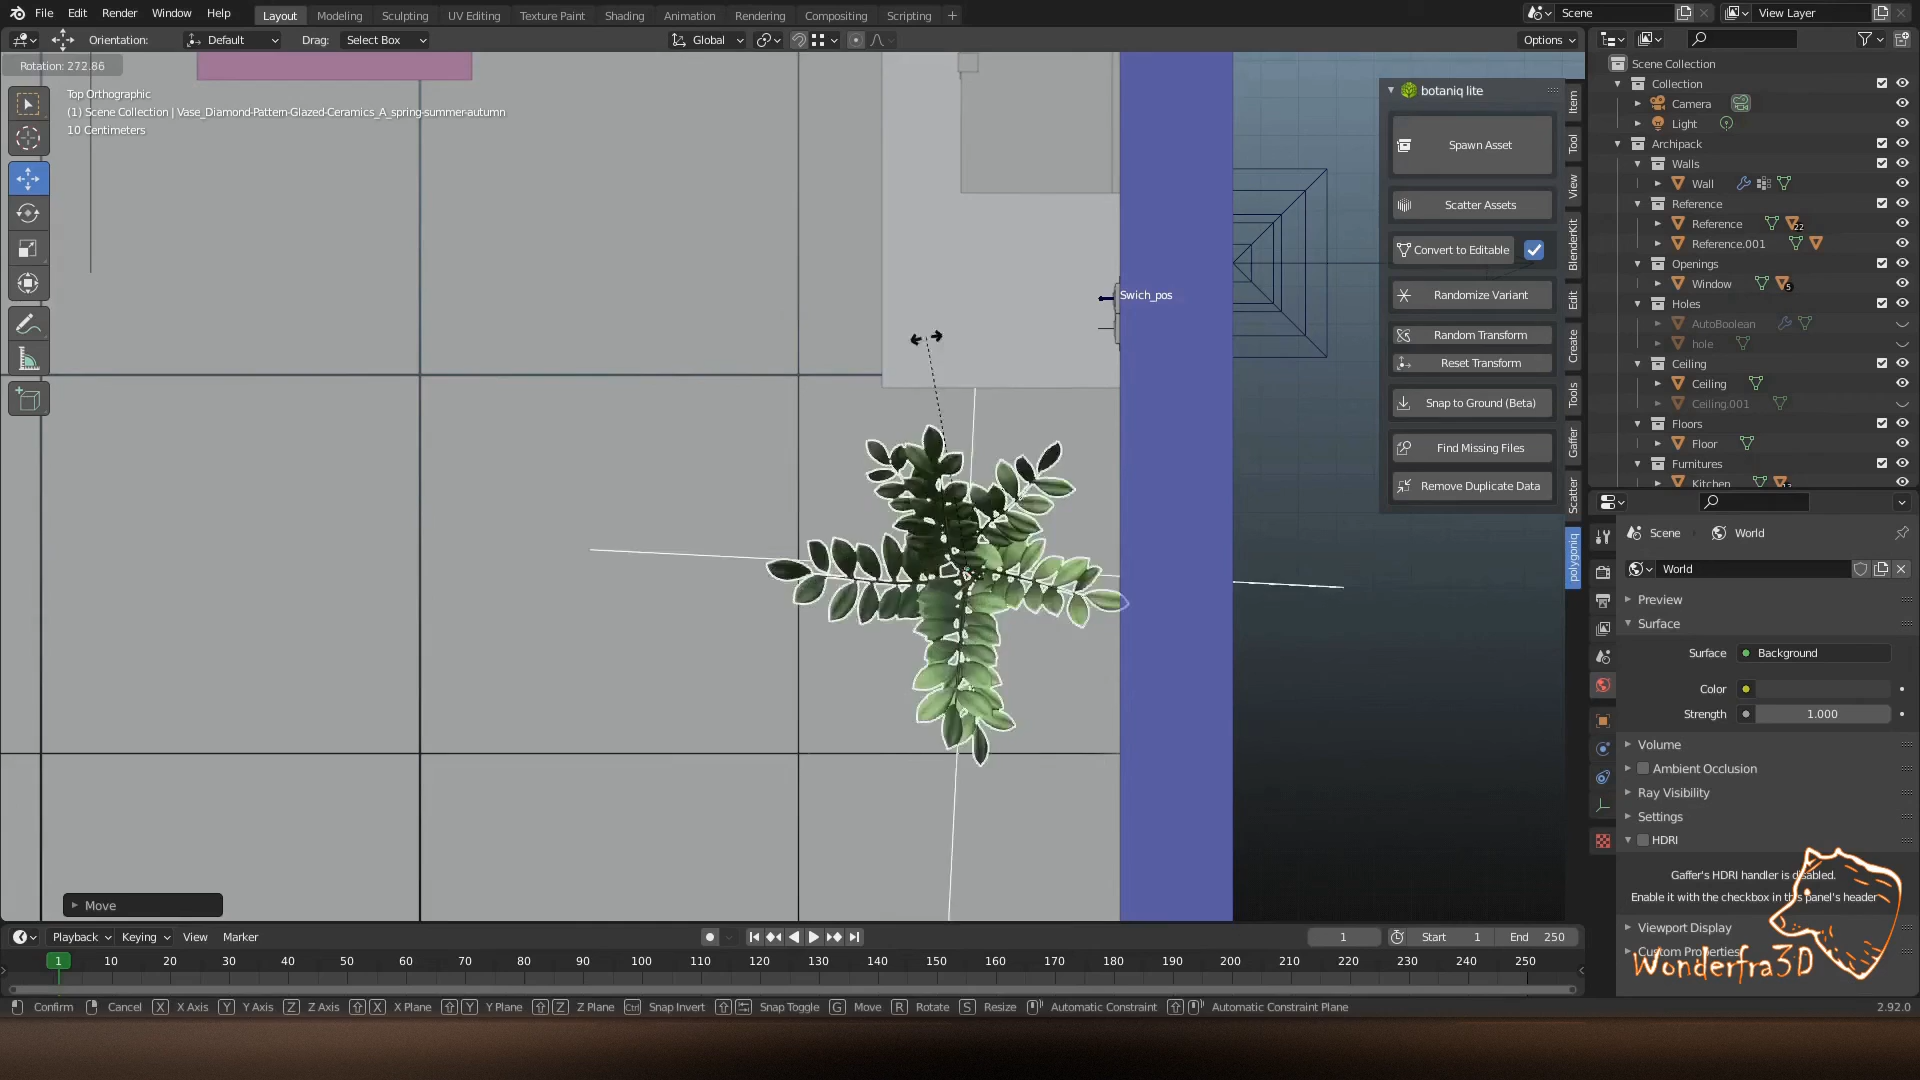 File Edit Render Window Help Layout Modeling Sculpting UV Editing Texture Paint Shading Animation Rendering Compositing Scripting + Scene View Layer
Orientation: Default Drag: Select Box Global Options
Rotation: 272.86
Top Orthographic
(1) Scene Collection | Vase_Diamond-Pattern-Glazed-Ceramics_A_spring-summer-autumn
10 Centimeters
Swich_pos
botaniq lite
Spawn Asset
Scatter Assets
Convert to Editable
Randomize Variant
Random Transform
Reset Transform
Snap to Ground (Beta)
Find Missing Files
Remove Duplicate Data
Item
Tool
View
BlenderKit
Edit
Create
Tools
Gaffer
Scatter
polygoniq
Scene Collection
Collection
Camera
Light
Archipack
Walls
Wall
Reference
Reference 22
Reference.001
Openings
Window 5
Holes
AutoBoolean
hole
Ceiling
Ceiling
Ceiling.001
Floors
Floor
Furnitures
Kitchen
Scene World
World
Preview
Surface
Surface Background
Color
Strength 1.000
Volume
Ambient Occlusion
Ray Visibility
Settings
HDRI
Gaffer's HDRI handler is disabled.
Enable it with the checkbox in this panel's header
Viewport Display
Custom Properties
Wonderfra3D
Move
Playback Keying View Marker 1 Start 1 End 250
1 10 20 30 40 50 60 70 80 90 100 110 120 130 140 150 160 170 180 190 200 210 220 230 240 250
Confirm Cancel X X Axis Y Y Axis Z Z Axis X X Plane Y Y Plane Z Z Plane Ctrl Snap Invert Snap Toggle G Move R Rotate S Resize Automatic Constraint Automatic Constraint Plane 2.92.0